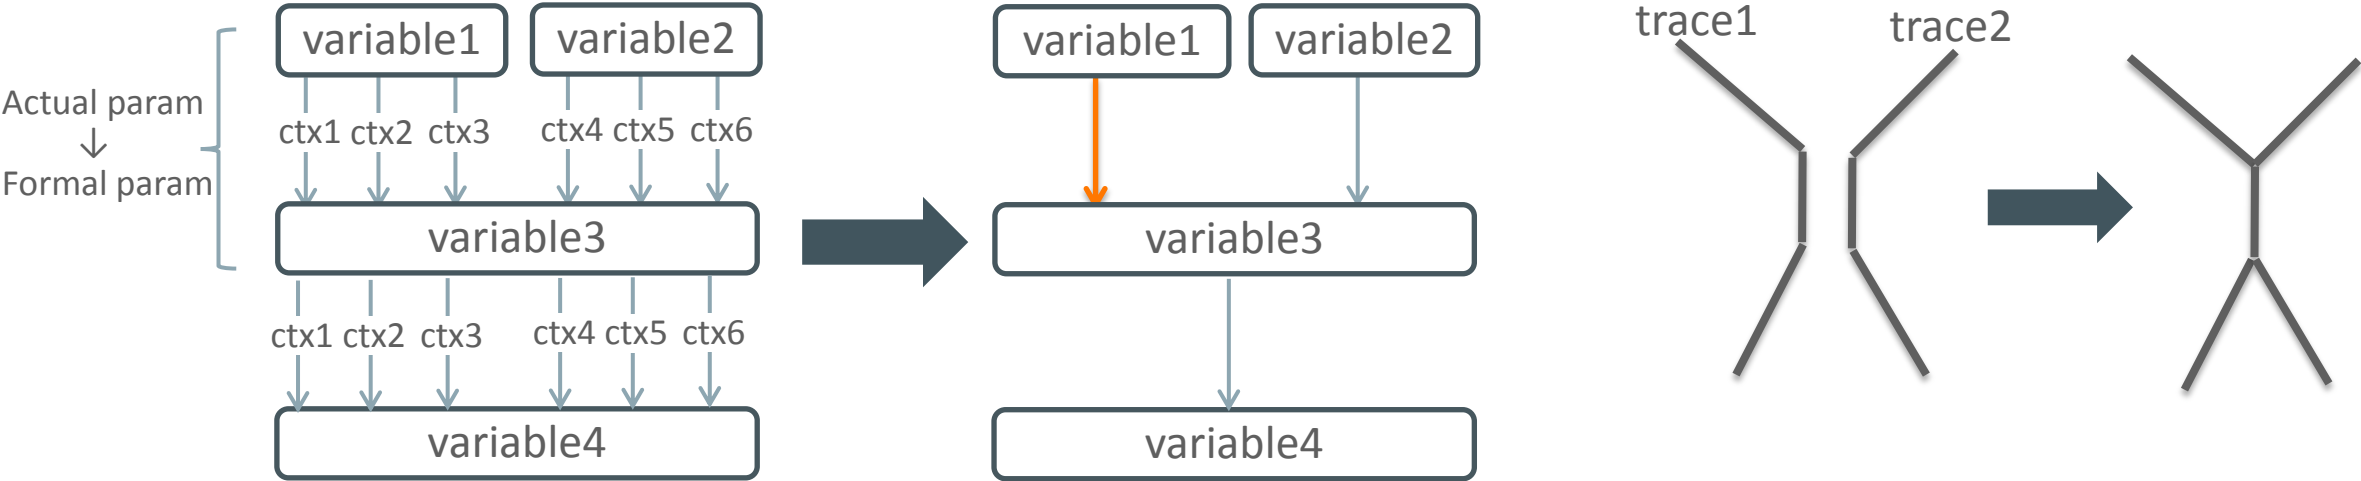 Actual param
↓
Formal param
variable1 variable2
ctx1 ctx2 ctx3 ctx4 ctx5 ctx6
variable3
ctx1 ctx2 ctx3 ctx4 ctx5 ctx6
variable4
variable1 variable2
variable3
variable4
trace1 trace2